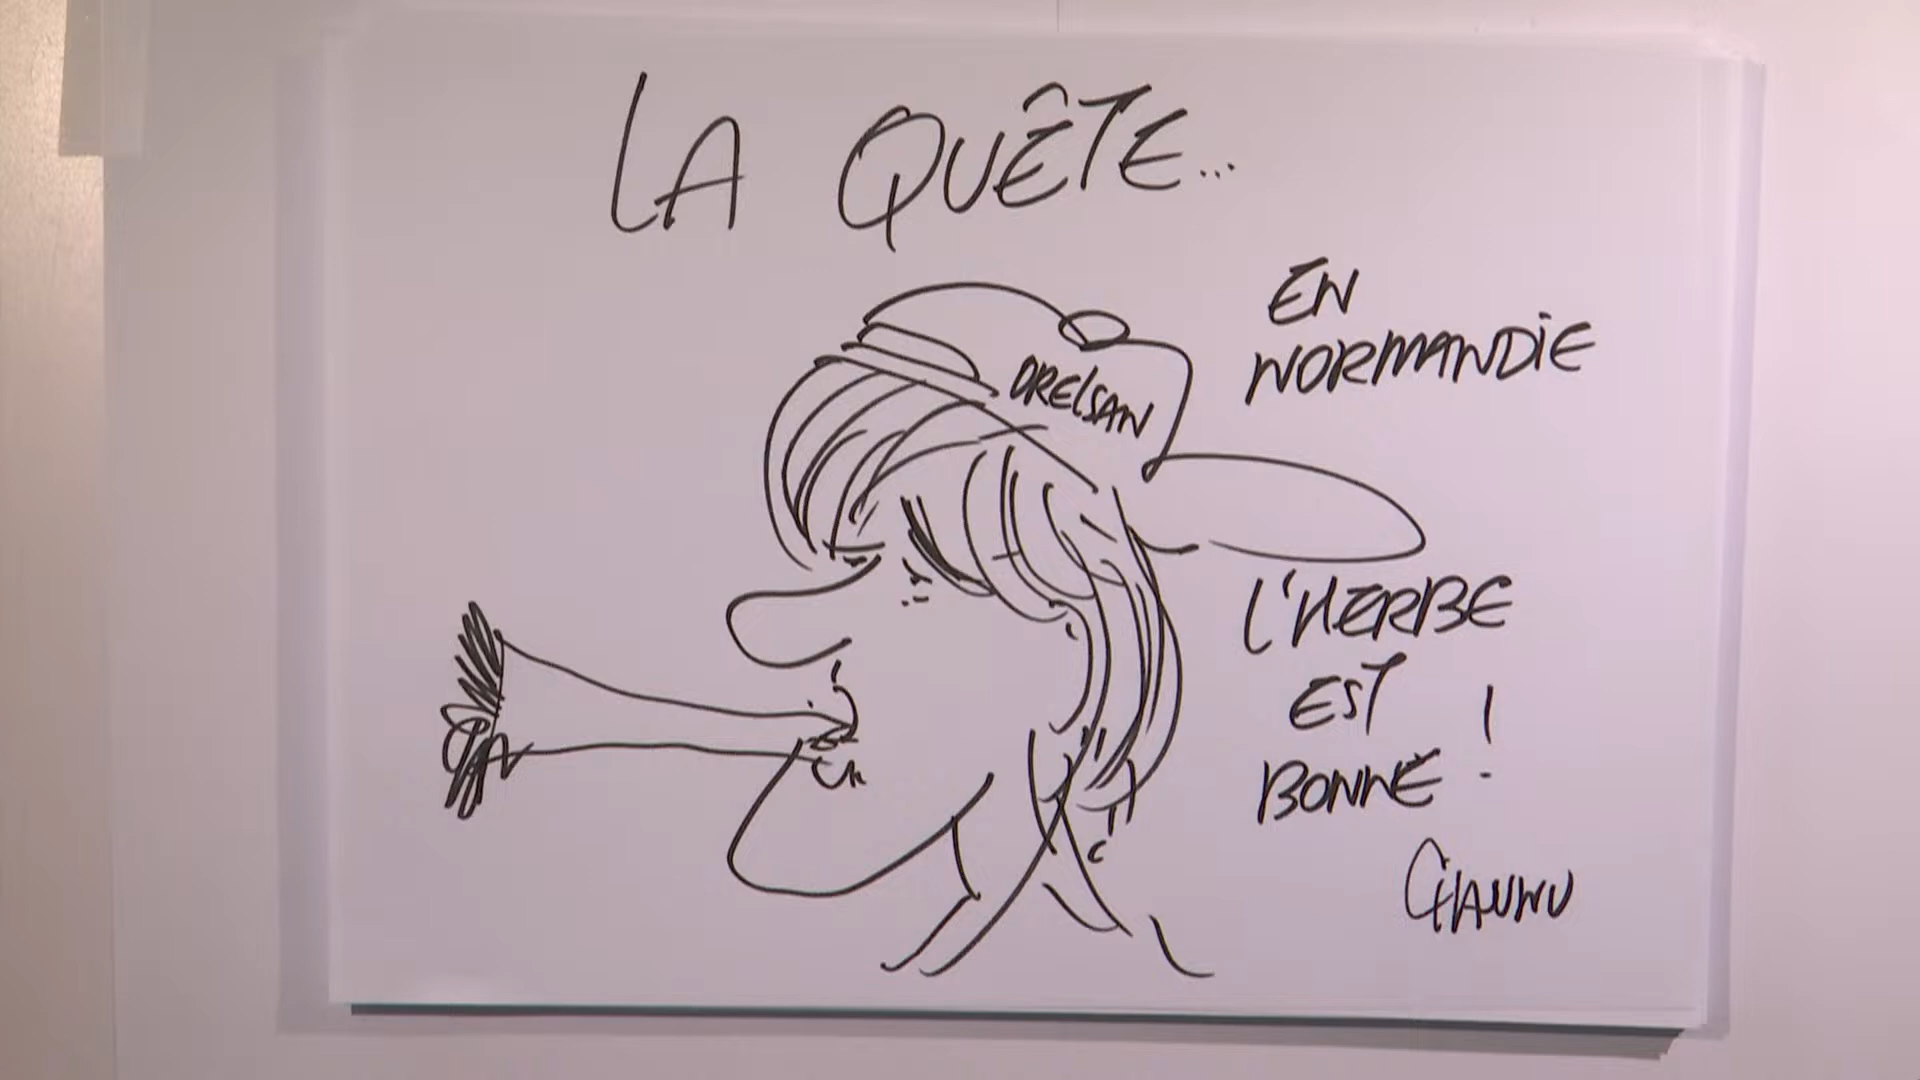 LA QUÊTE...
EN
NORMANDIE
ORELSAN
L'HERBE
EST
BONNE !
CHAUNU